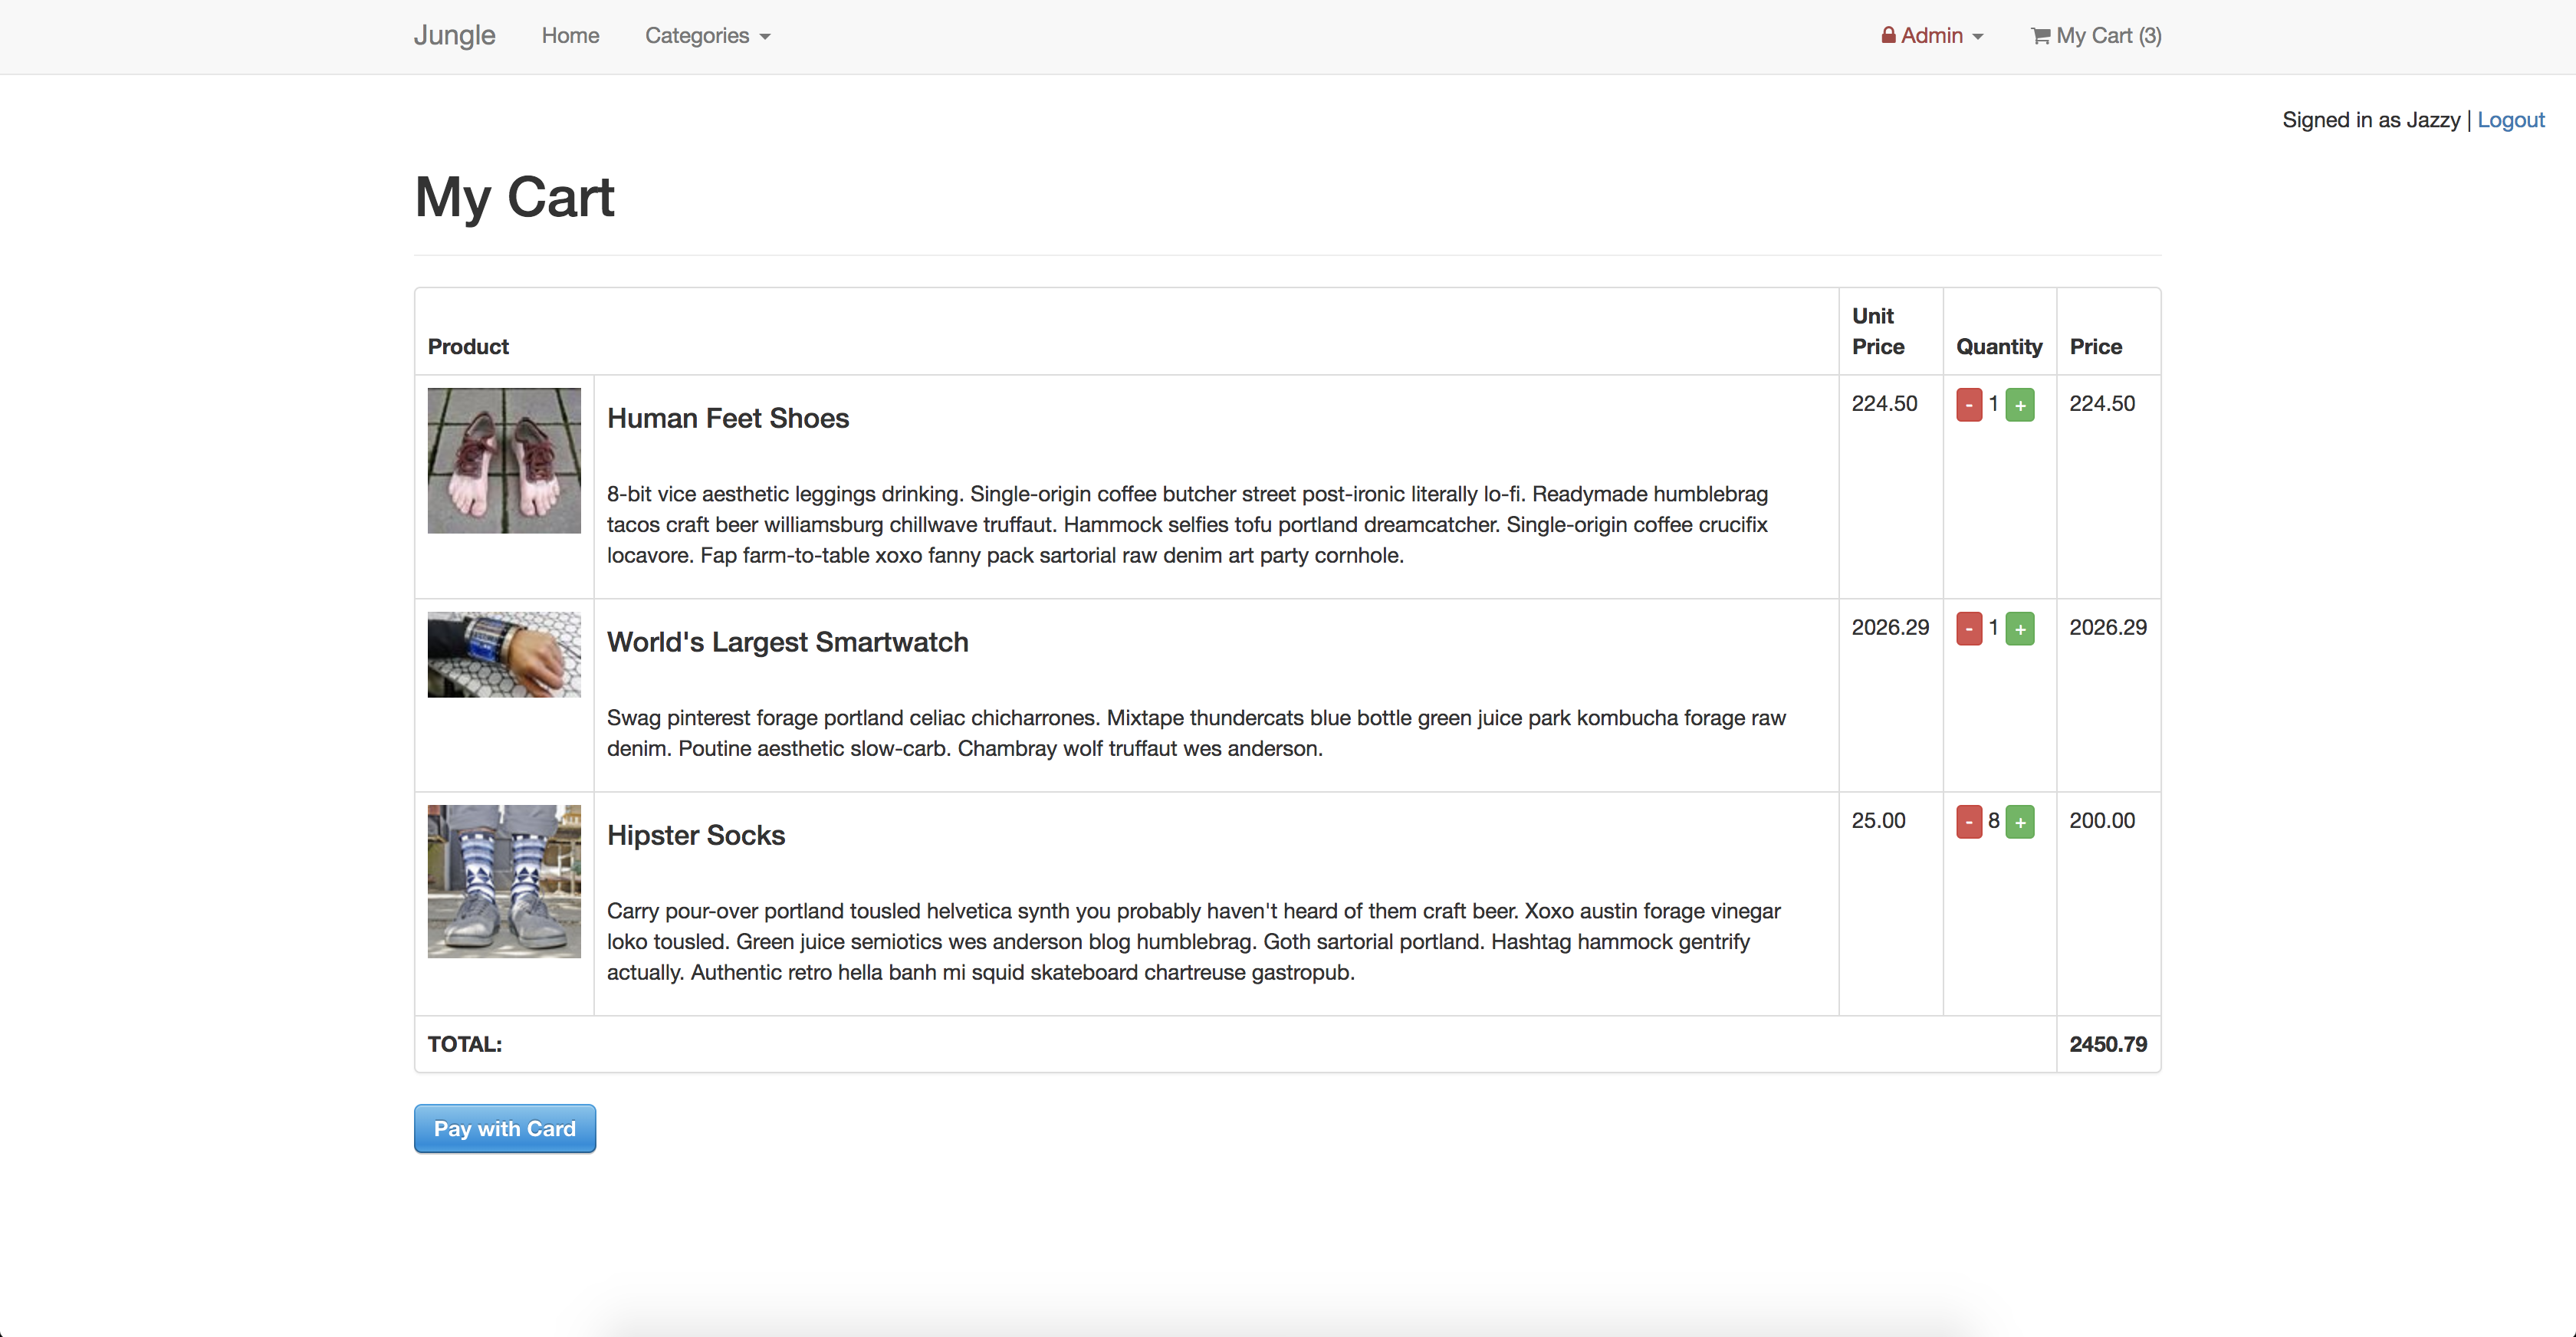 Jungle Home Categories Admin My Cart (3)
Signed in as Jazzy | Logout
My Cart
Product Unit Price Quantity Price
Human Feet Shoes 224.50 - 1 + 224.50
8-bit vice aesthetic leggings drinking. Single-origin coffee butcher street post-ironic literally lo-fi. Readymade humblebrag
tacos craft beer williamsburg chillwave truffaut. Hammock selfies tofu portland dreamcatcher. Single-origin coffee crucifix
locavore. Fap farm-to-table xoxo fanny pack sartorial raw denim art party cornhole.
World's Largest Smartwatch 2026.29 - 1 + 2026.29
Swag pinterest forage portland celiac chicharrones. Mixtape thundercats blue bottle green juice park kombucha forage raw
denim. Poutine aesthetic slow-carb. Chambray wolf truffaut wes anderson.
Hipster Socks 25.00 - 8 + 200.00
Carry pour-over portland tousled helvetica synth you probably haven't heard of them craft beer. Xoxo austin forage vinegar
loko tousled. Green juice semiotics wes anderson blog humblebrag. Goth sartorial portland. Hashtag hammock gentrify
actually. Authentic retro hella banh mi squid skateboard chartreuse gastropub.
TOTAL: 2450.79
Pay with Card